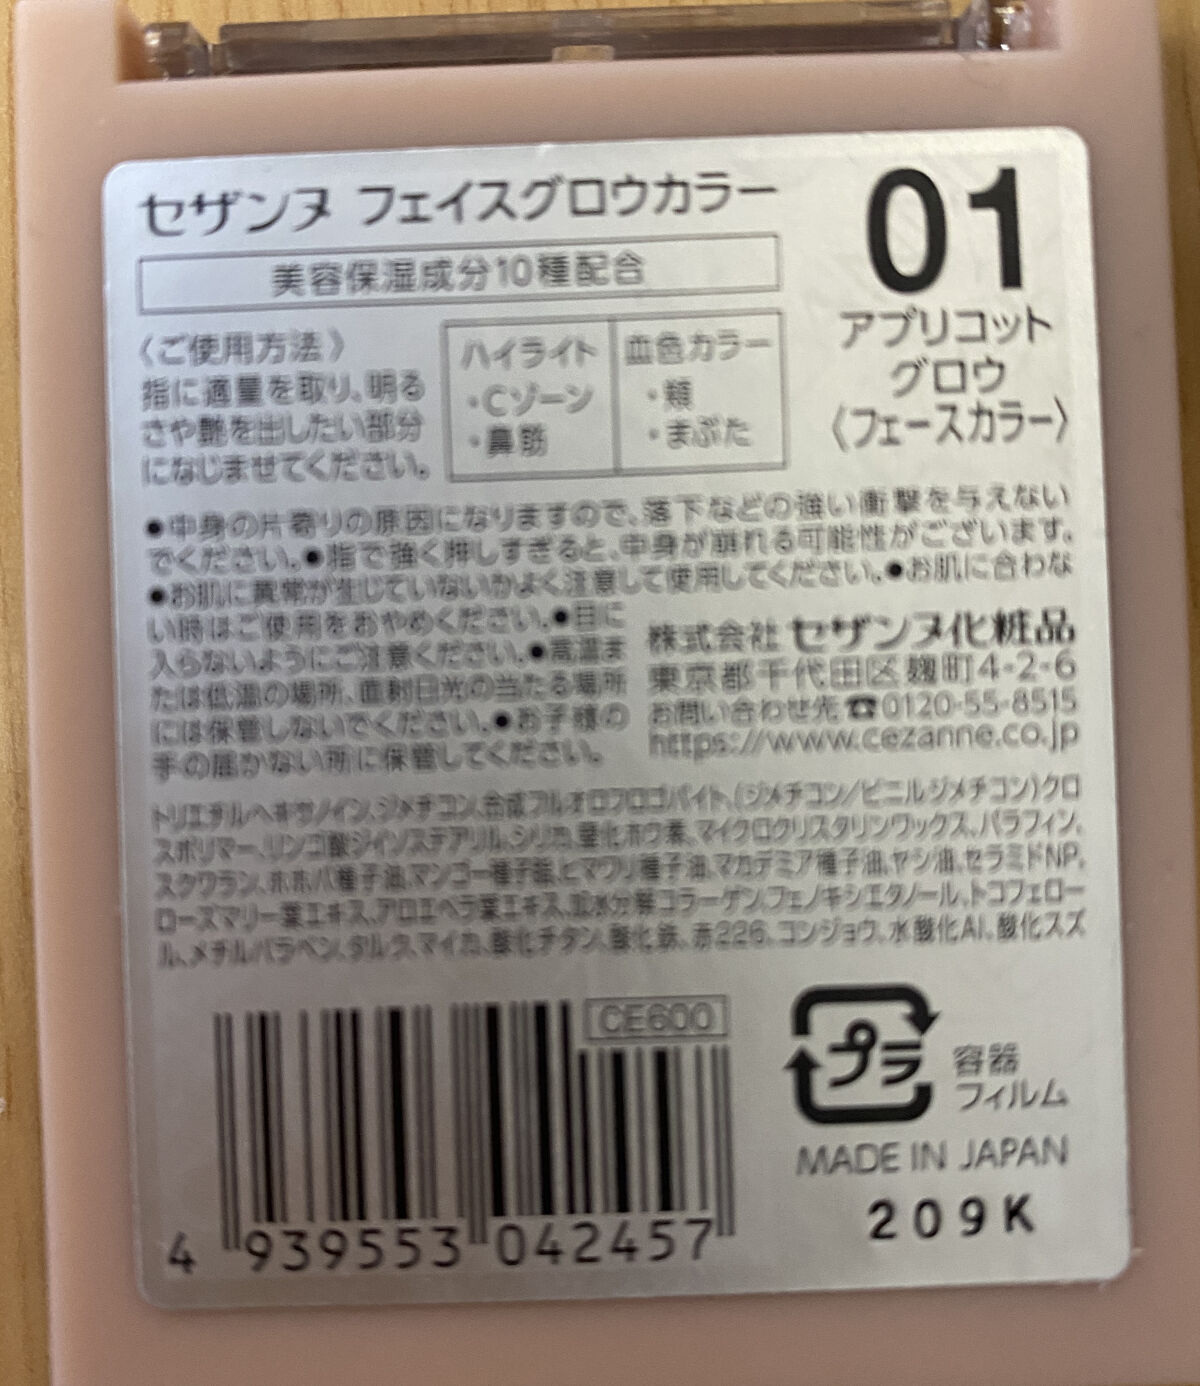 セザンヌ フェイスグロウカラー
美容保湿成分10種配合
01
アプリコット
グロウ
〈フェースカラー〉
〈ご使用方法〉
指に適量を取り、明る
さや艶を出したい部分
になじませてください。
ハイライト
・Cゾーン
・鼻筋
血色カラー
・頬
・まぶた
●中身の片寄りの原因になりますので、落下などの強い衝撃を与えない
でください。●指で強く押しすぎると、中身が崩れる可能性がございます。
●お肌に異常が生じていないかよく注意して使用してください。●お肌に合わな
い時はご使用をおやめください。●目に
入らないようにご注意ください。●高温ま
たは低温の場所、直射日光の当たる場所
には保管しないでください。●お子様の
手の届かない所に保管してください。
株式会社 セザンヌ化粧品
東京都千代田区麹町4-2-6
お問い合わせ先☎0120-55-8515
https://www.cezanne.co.jp
トリエチルヘキサノイン、ジメチコン、合成フルオロフロゴパイト、(ジメチコン/ビニルジメチコン)クロ
スポリマー、リンゴ酸ジイソステアリル、シリカ、窒化ホウ素、マイクロクリスタリンワックス、パラフィン、
スクワラン、ホホバ種子油、マンゴー種子脂、ヒマワリ種子油、マカデミア種子油、ヤシ油、セラミドNP、
ローズマリー葉エキス、アロエベラ葉エキス、加水分解コラーゲン、フェノキシエタノール、トコフェロー
ル、メチルパラベン、タルク、マイカ、酸化チタン、酸化鉄、赤226、コンジョウ、水酸化Al、酸化スズ
CE600
4 939553 042457
プラ
容器
フィルム
MADE IN JAPAN
209K